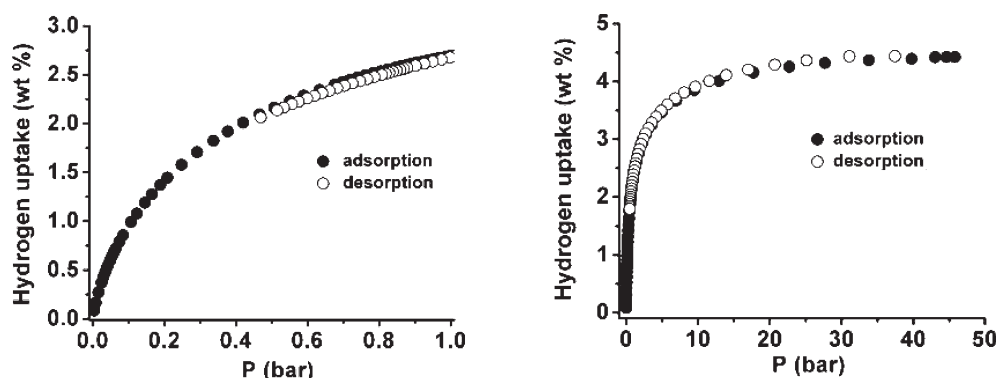 Hydrogen uptake (wt %)
3.0
2.5
2.0
1.5
1.0
0.5
0.0
adsorption
desorption
0.0 0.2 0.4 0.6 0.8 1.0
P (bar)
Hydrogen uptake (wt %)
5
4
3
2
1
0
adsorption
desorption
0 10 20 30 40 50
P (bar)